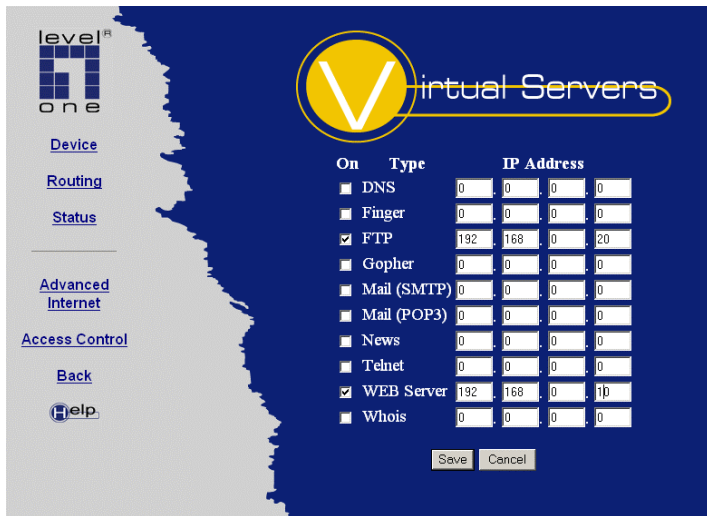 level®
one
Device
Routing
Status
Advanced
Internet
Access Control
Back
Help
Virtual Servers
On Type IP Address
DNS 0 . 0 . 0 . 0
Finger 0 . 0 . 0 . 0
FTP 192 . 168 . 0 . 20
Gopher 0 . 0 . 0 . 0
Mail (SMTP) 0 . 0 . 0 . 0
Mail (POP3) 0 . 0 . 0 . 0
News 0 . 0 . 0 . 0
Telnet 0 . 0 . 0 . 0
WEB Server 192 . 168 . 0 . 10
Whois 0 . 0 . 0 . 0
Save Cancel